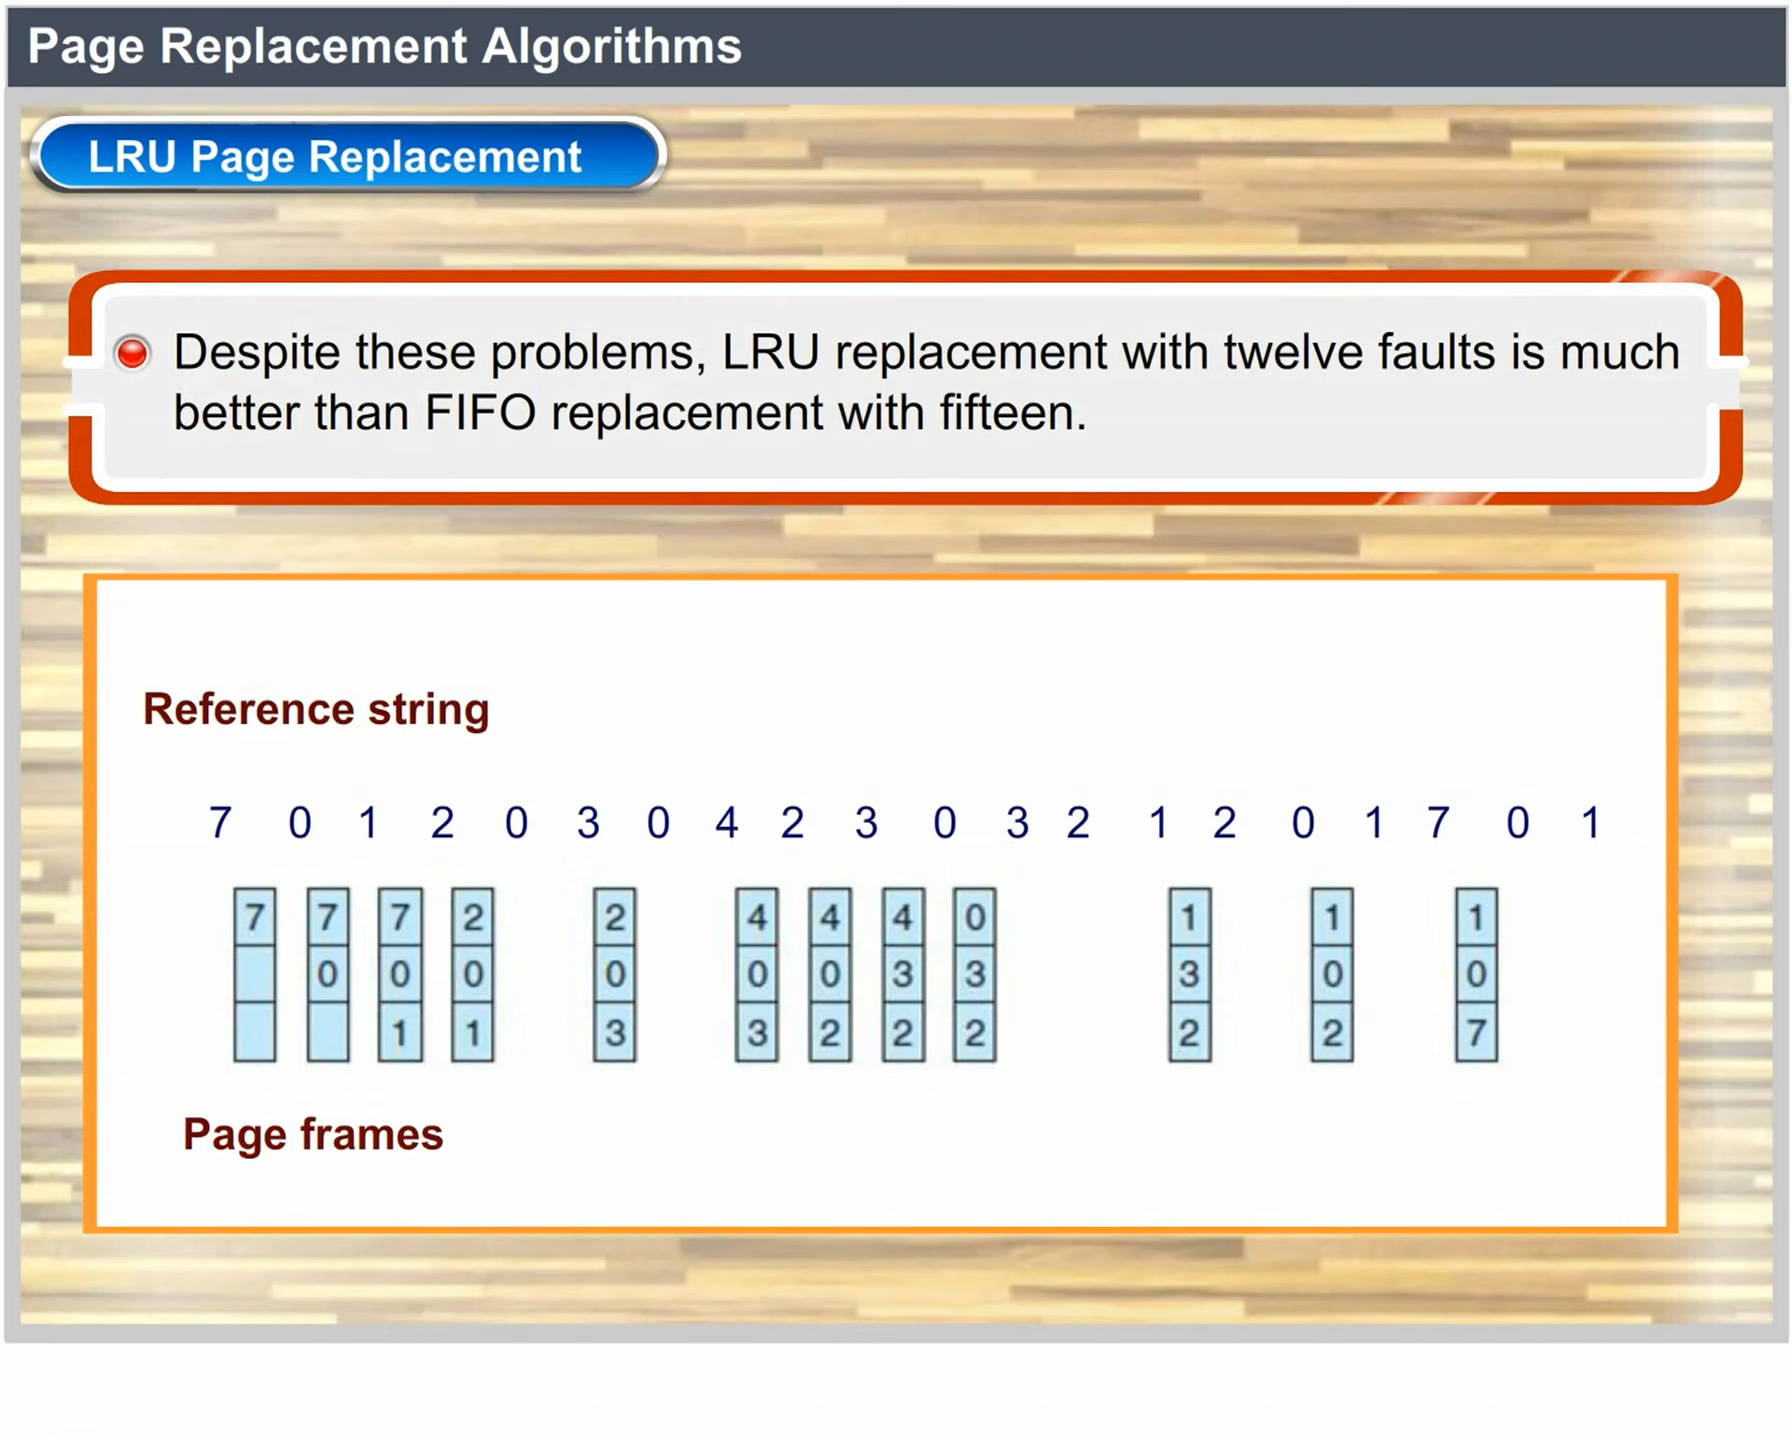 Page Replacement Algorithms
LRU Page Replacement
Despite these problems, LRU replacement with twelve faults is much
better than FIFO replacement with fifteen.
Reference string
7 0 1 2 0 3 0 4 2 3 0 3 2 1 2 0 1 7 0 1
7 7 7 2 2 4 4 4 0 1 1 1
0 0 0 0 0 0 3 3 3 0 0
1 1 3 3 2 2 2 2 2 7
Page frames